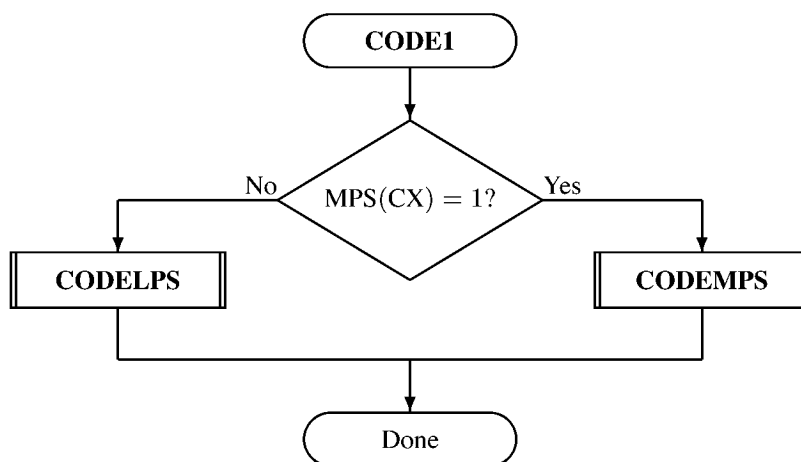 CODE1
No
MPS(CX) = 1?
Yes
CODELPS
CODEMPS
Done